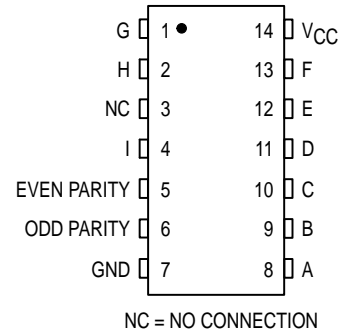 G 1 14 VCC
H 2 13 F
NC 3 12 E
I 4 11 D
EVEN PARITY 5 10 C
ODD PARITY 6 9 B
GND 7 8 A
NC = NO CONNECTION